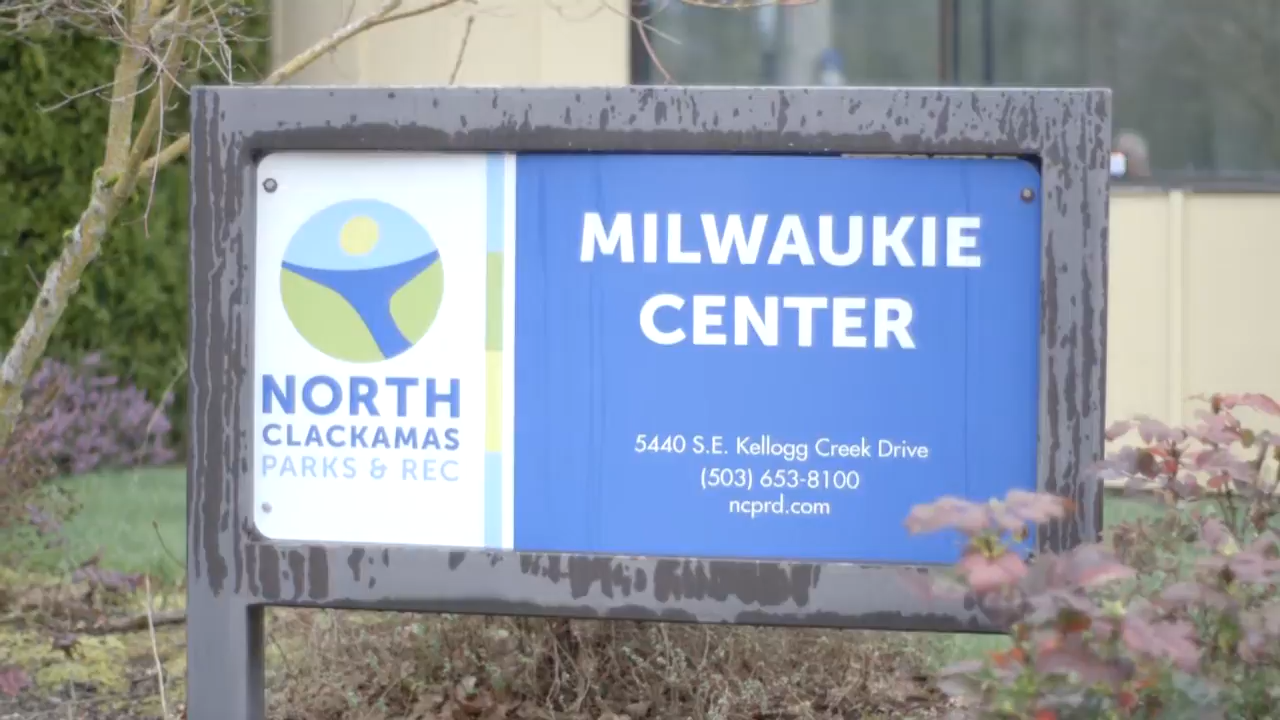 NORTH
CLACKAMAS
PARKS & REC
MILWAUKIE
CENTER
5440 S.E. Kellogg Creek Drive
(503) 653-8100
ncprd.com